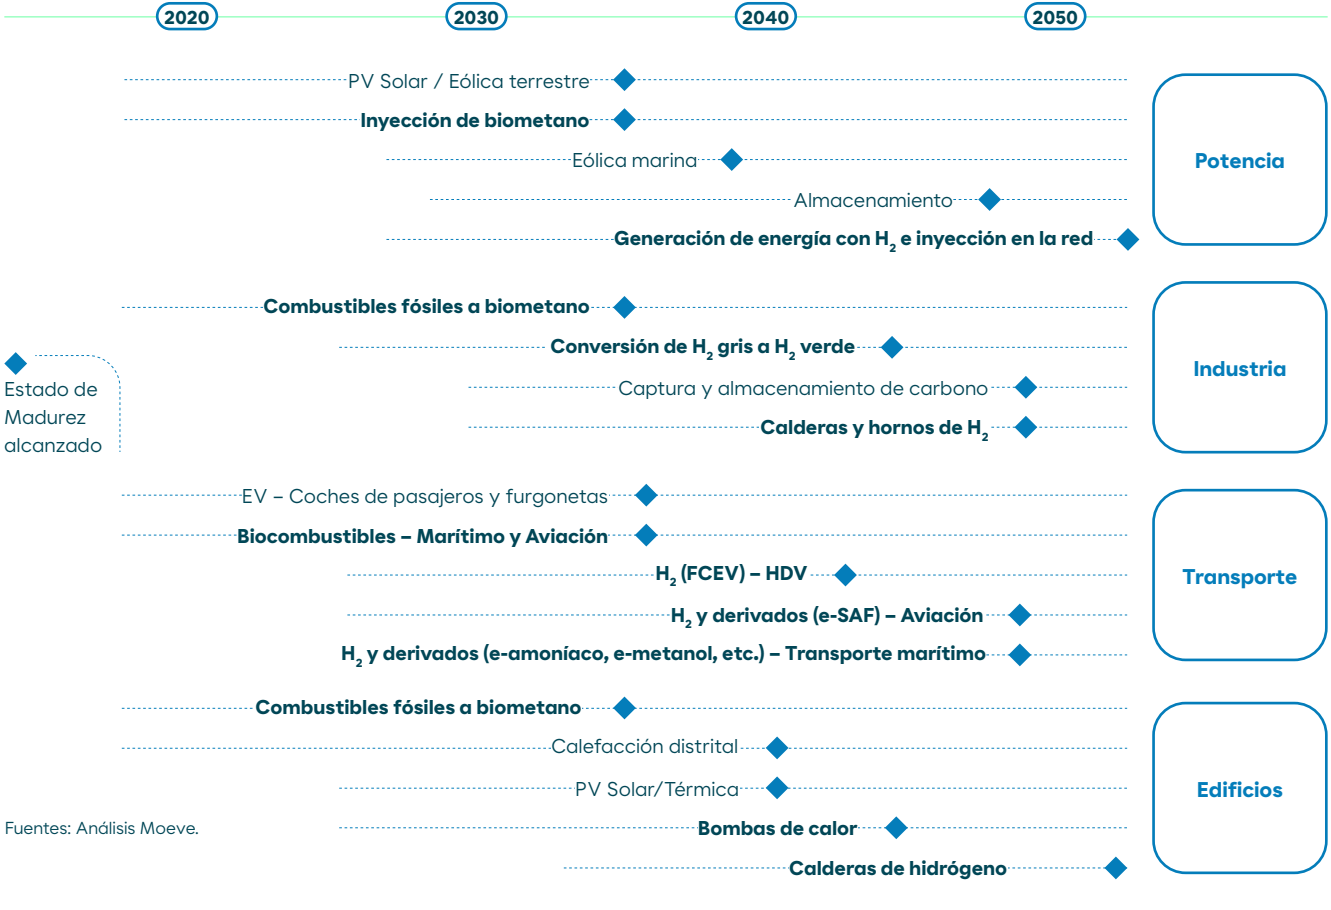 2020
2030
2040
2050
PV Solar / Eólica terrestre
Inyección de biometano
Eólica marina
Almacenamiento
Generación de energía con H₂ e inyección en la red
Potencia
Combustibles fósiles a biometano
Conversión de H₂ gris a H₂ verde
Captura y almacenamiento de carbono
Calderas y hornos de H₂
Industria
Estado de
Madurez
alcanzado
EV – Coches de pasajeros y furgonetas
Biocombustibles – Marítimo y Aviación
H₂ (FCEV) – HDV
H₂ y derivados (e-SAF) – Aviación
H₂ y derivados (e-amoníaco, e-metanol, etc.) – Transporte marítimo
Transporte
Combustibles fósiles a biometano
Calefacción distrital
PV Solar/Térmica
Bombas de calor
Calderas de hidrógeno
Edificios
Fuentes: Análisis Moeve.